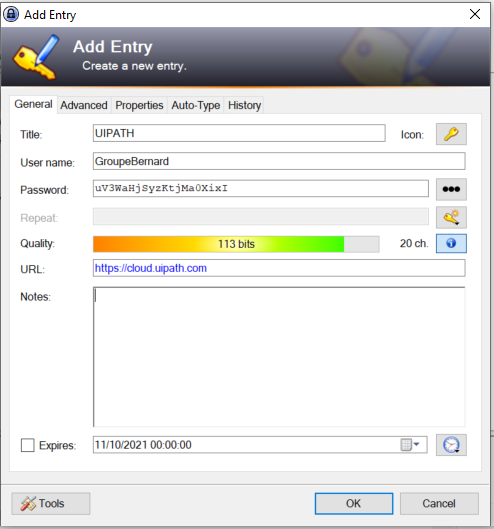 Add Entry
Add Entry
Create a new entry.
General Advanced Properties Auto-Type History
Title: UIPATH Icon:
User name: GroupeBernard
Password: uV3WaHjSyzKtjMa0XixI
Repeat:
Quality: 113 bits 20 ch.
URL: https://cloud.uipath.com
Notes:
Expires: 11/10/2021 00:00:00
Tools OK Cancel